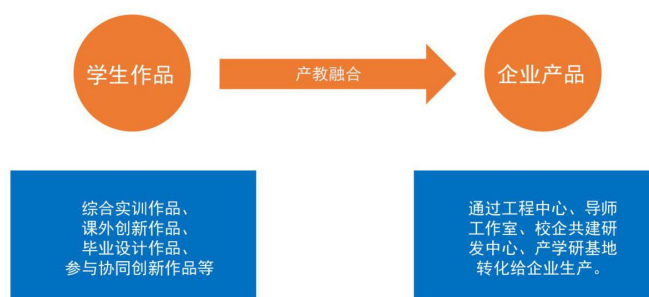 学生作品
产教融合
企业产品
综合实训作品、
课外创新作品、
毕业设计作品、
参与协同创新作品等
通过工程中心、导师
工作室、校企共建研
发中心、产学研基地
转化给企业生产。